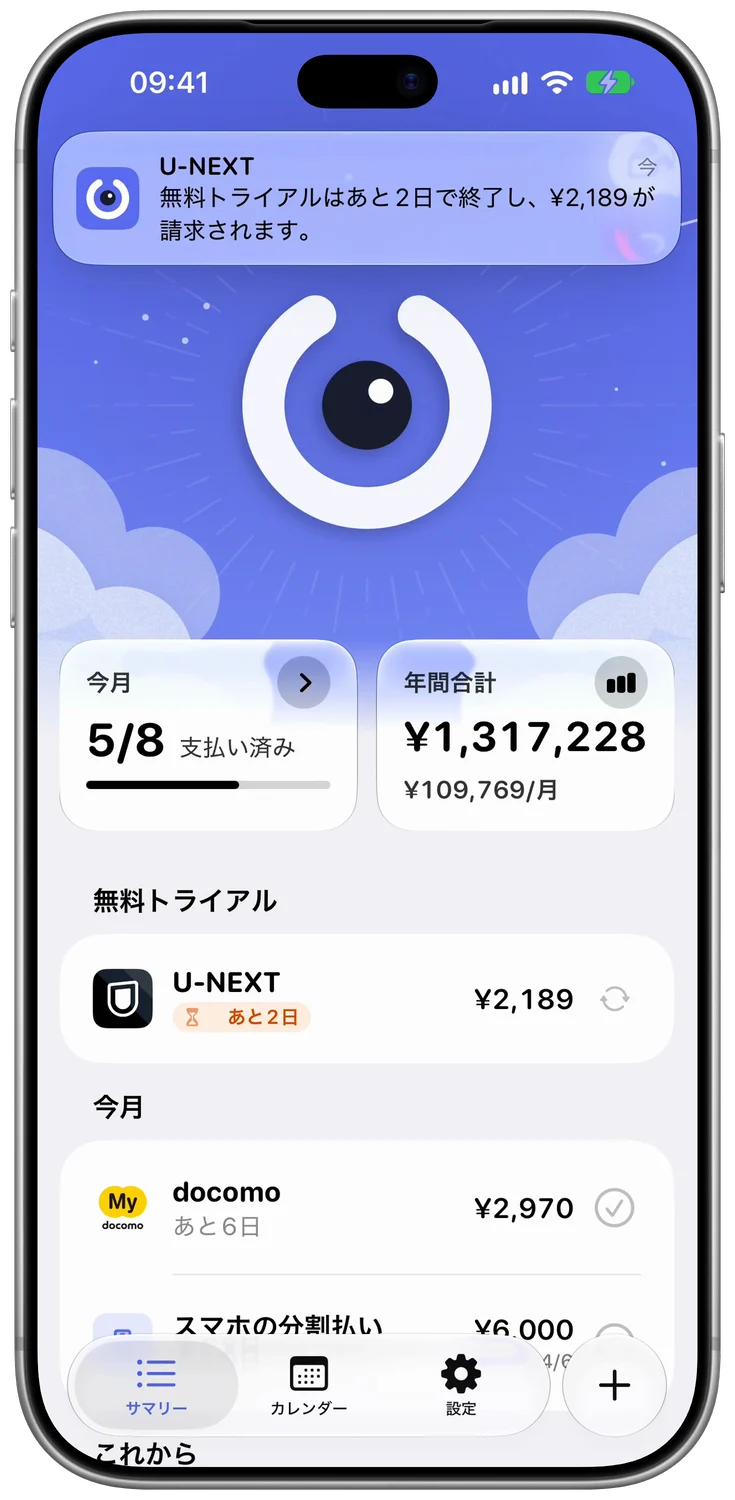 09:41
U-NEXT
今
無料トライアルはあと2日で終了し、¥2,189が
請求されます。
今月
5/8 支払い済み
年間合計
¥1,317,228
¥109,769/月
無料トライアル
U-NEXT
あと2日
¥2,189
今月
My
docomo
docomo
あと6日
¥2,970
スマホの分割払い
¥6,000
4/6
サマリー
カレンダー
設定
これから